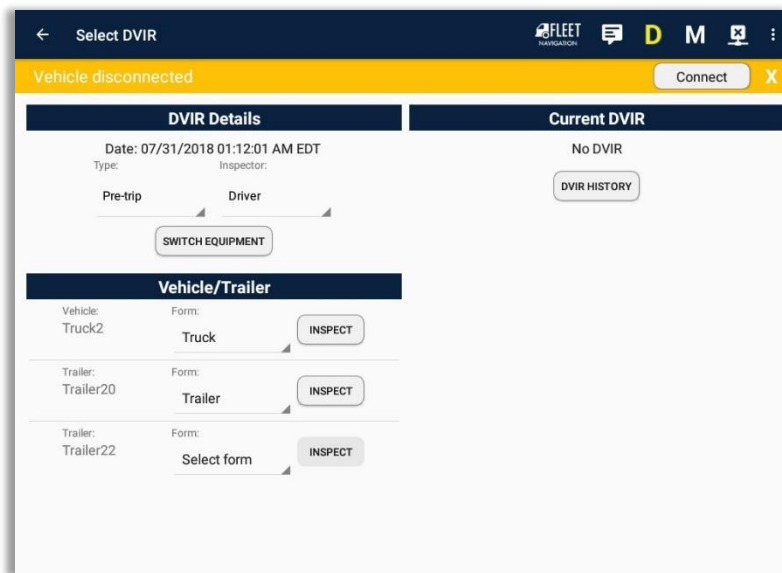 Select DVIR
FLEET
NAVIGATION
D
M
Vehicle disconnected
Connect
X
DVIR Details
Date: 07/31/2018 01:12:01 AM EDT
Type: Inspector:
Pre-trip Driver
SWITCH EQUIPMENT
Vehicle/Trailer
Vehicle: Form:
Truck2 Truck INSPECT
Trailer: Form:
Trailer20 Trailer INSPECT
Trailer: Form:
Trailer22 Select form INSPECT
Current DVIR
No DVIR
DVIR HISTORY